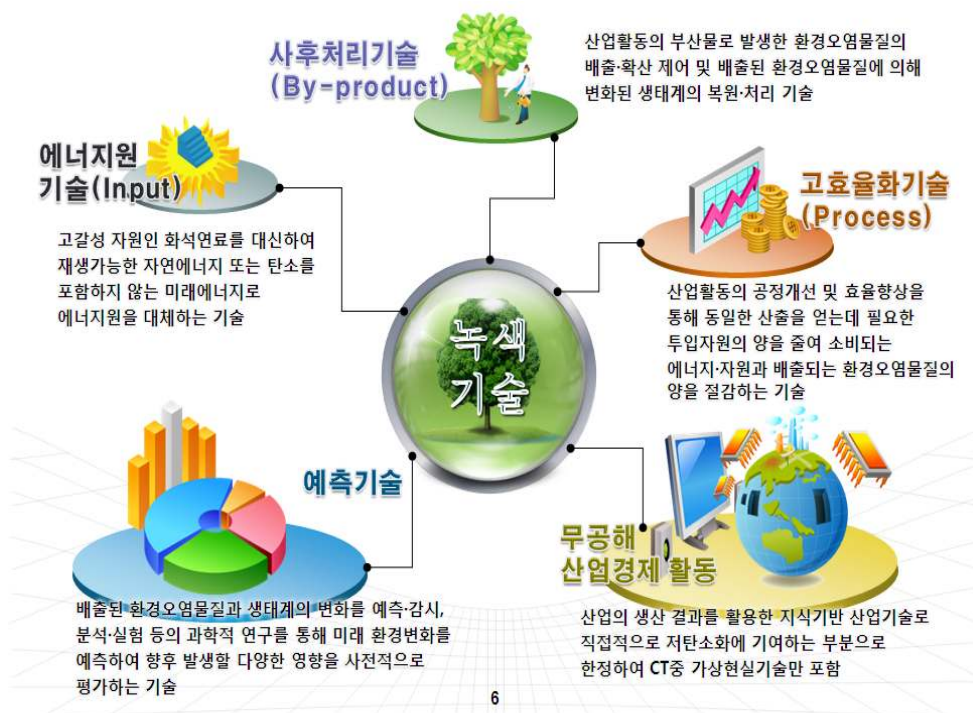 사후처리기술
(By-product)
산업활동의 부산물로 발생한 환경오염물질의
배출·확산 제어 및 배출된 환경오염물질에 의해
변화된 생태계의 복원·처리 기술
에너지원
기술(Input)
고갈성 자원인 화석연료를 대신하여
재생가능한 자연에너지 또는 탄소를
포함하지 않는 미래에너지로
에너지원을 대체하는 기술
고효율화기술
(Process)
산업활동의 공정개선 및 효율향상을
통해 동일한 산출을 얻는데 필요한
투입자원의 양을 줄여 소비되는
에너지·자원과 배출되는 환경오염물질의
양을 절감하는 기술
녹색
기술
예측기술
배출된 환경오염물질과 생태계의 변화를 예측·감시,
분석·실험 등의 과학적 연구를 통해 미래 환경변화를
예측하여 향후 발생할 다양한 영향을 사전적으로
평가하는 기술
무공해
산업경제 활동
산업의 생산 결과를 활용한 지식기반 산업기술로
직접적으로 저탄소화에 기여하는 부분으로
한정하여 CT중 가상현실기술만 포함
6